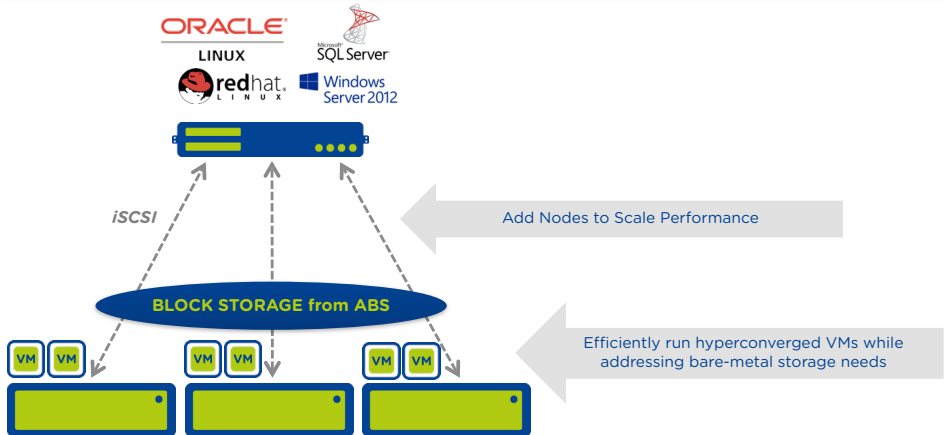 ORACLE
LINUX
Microsoft
SQL Server
redhat.
LINUX
Windows
Server 2012
iSCSI
Add Nodes to Scale Performance
BLOCK STORAGE from ABS
Efficiently run hyperconverged VMs while
addressing bare-metal storage needs
VM VM VM VM VM VM